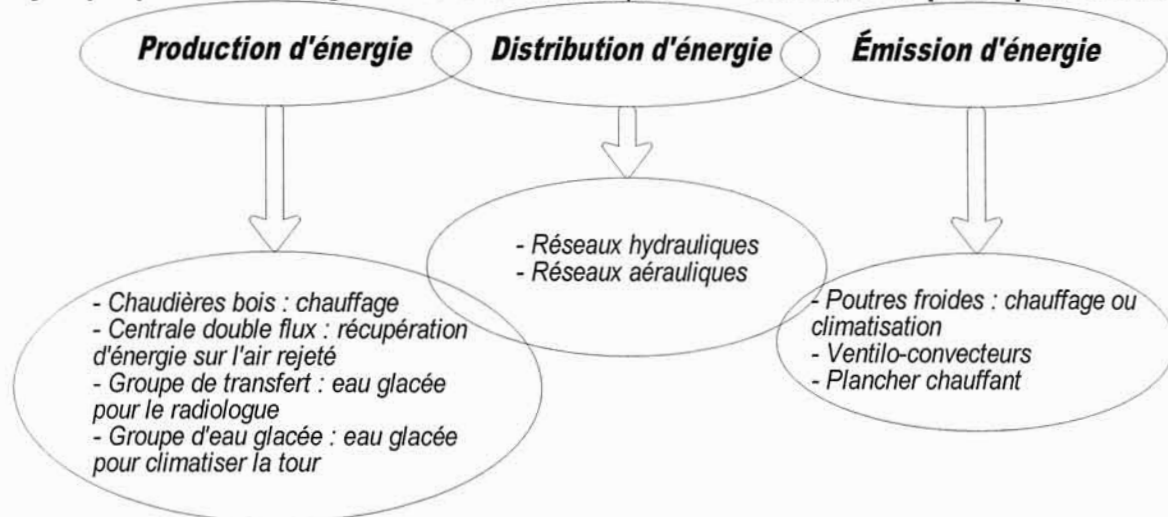 Production d'énergie
Distribution d'énergie
Émission d'énergie
- Chaudières bois : chauffage
- Centrale double flux : récupération
d'énergie sur l'air rejeté
- Groupe de transfert : eau glacée
pour le radiologue
- Groupe d'eau glacée : eau glacée
pour climatiser la tour
- Réseaux hydrauliques
- Réseaux aérauliques
- Poutres froides : chauffage ou
climatisation
- Ventilo-convecteurs
- Plancher chauffant